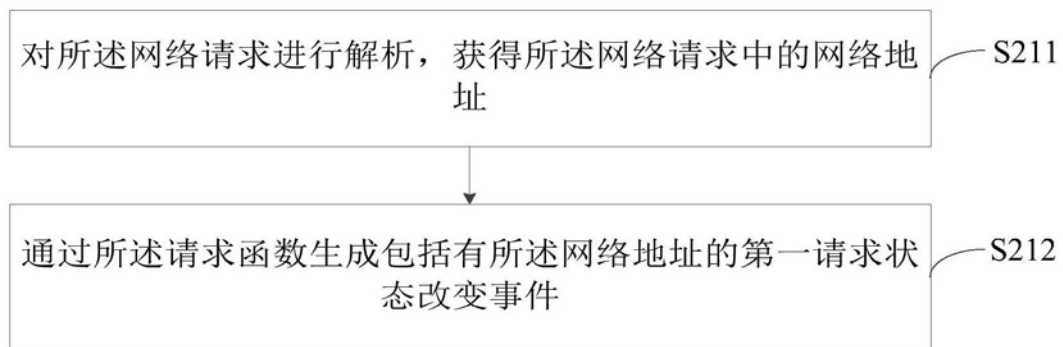 对所述网络请求进行解析，获得所述网络请求中的网络地
址
S211
通过所述请求函数生成包括有所述网络地址的第一请求状
态改变事件
S212